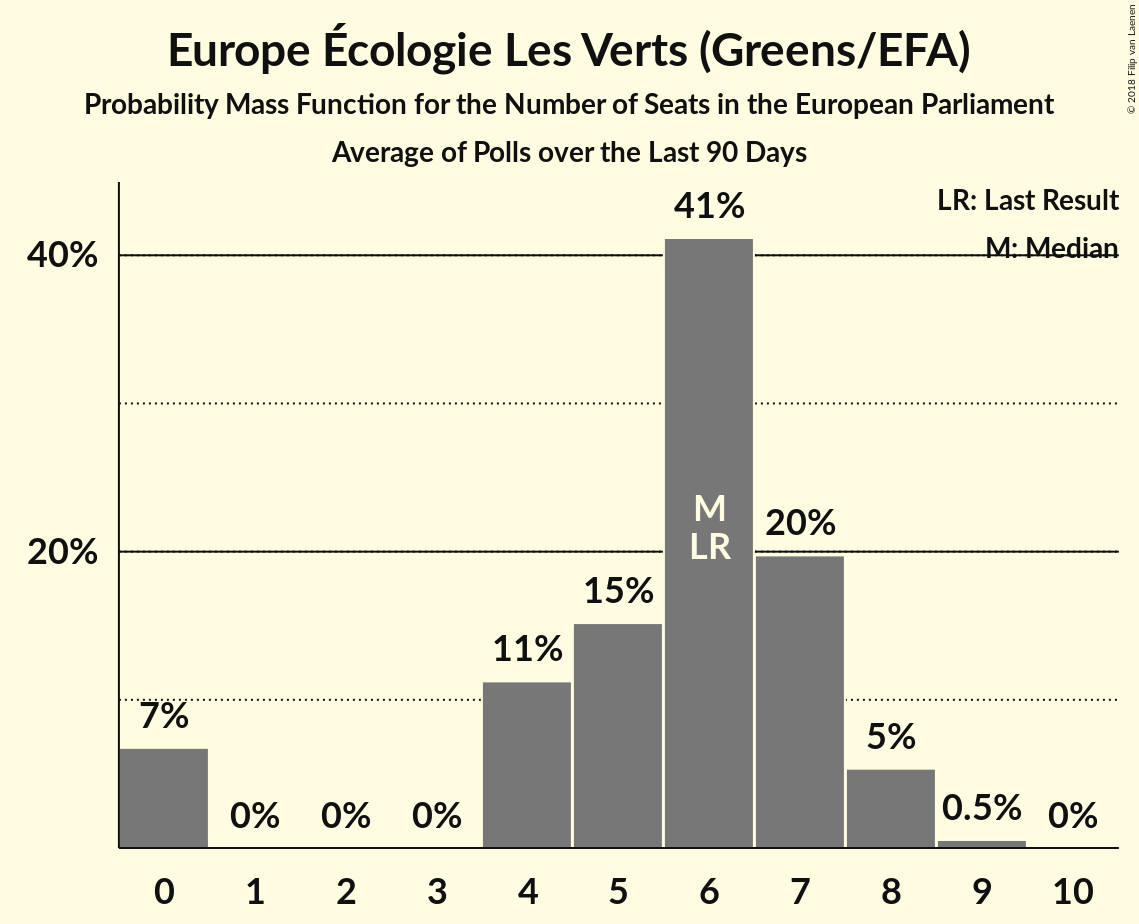 Europe Écologie Les Verts (Greens/EFA)
Probability Mass Function for the Number of Seats in the European Parliament
Average of Polls over the Last 90 Days
© 2018 Filip van Laenen
LR: Last Result
M: Median
40%
20%
7%
0%
0%
0%
11%
15%
41%
M
LR
20%
5%
0.5%
0%
0 1 2 3 4 5 6 7 8 9 10